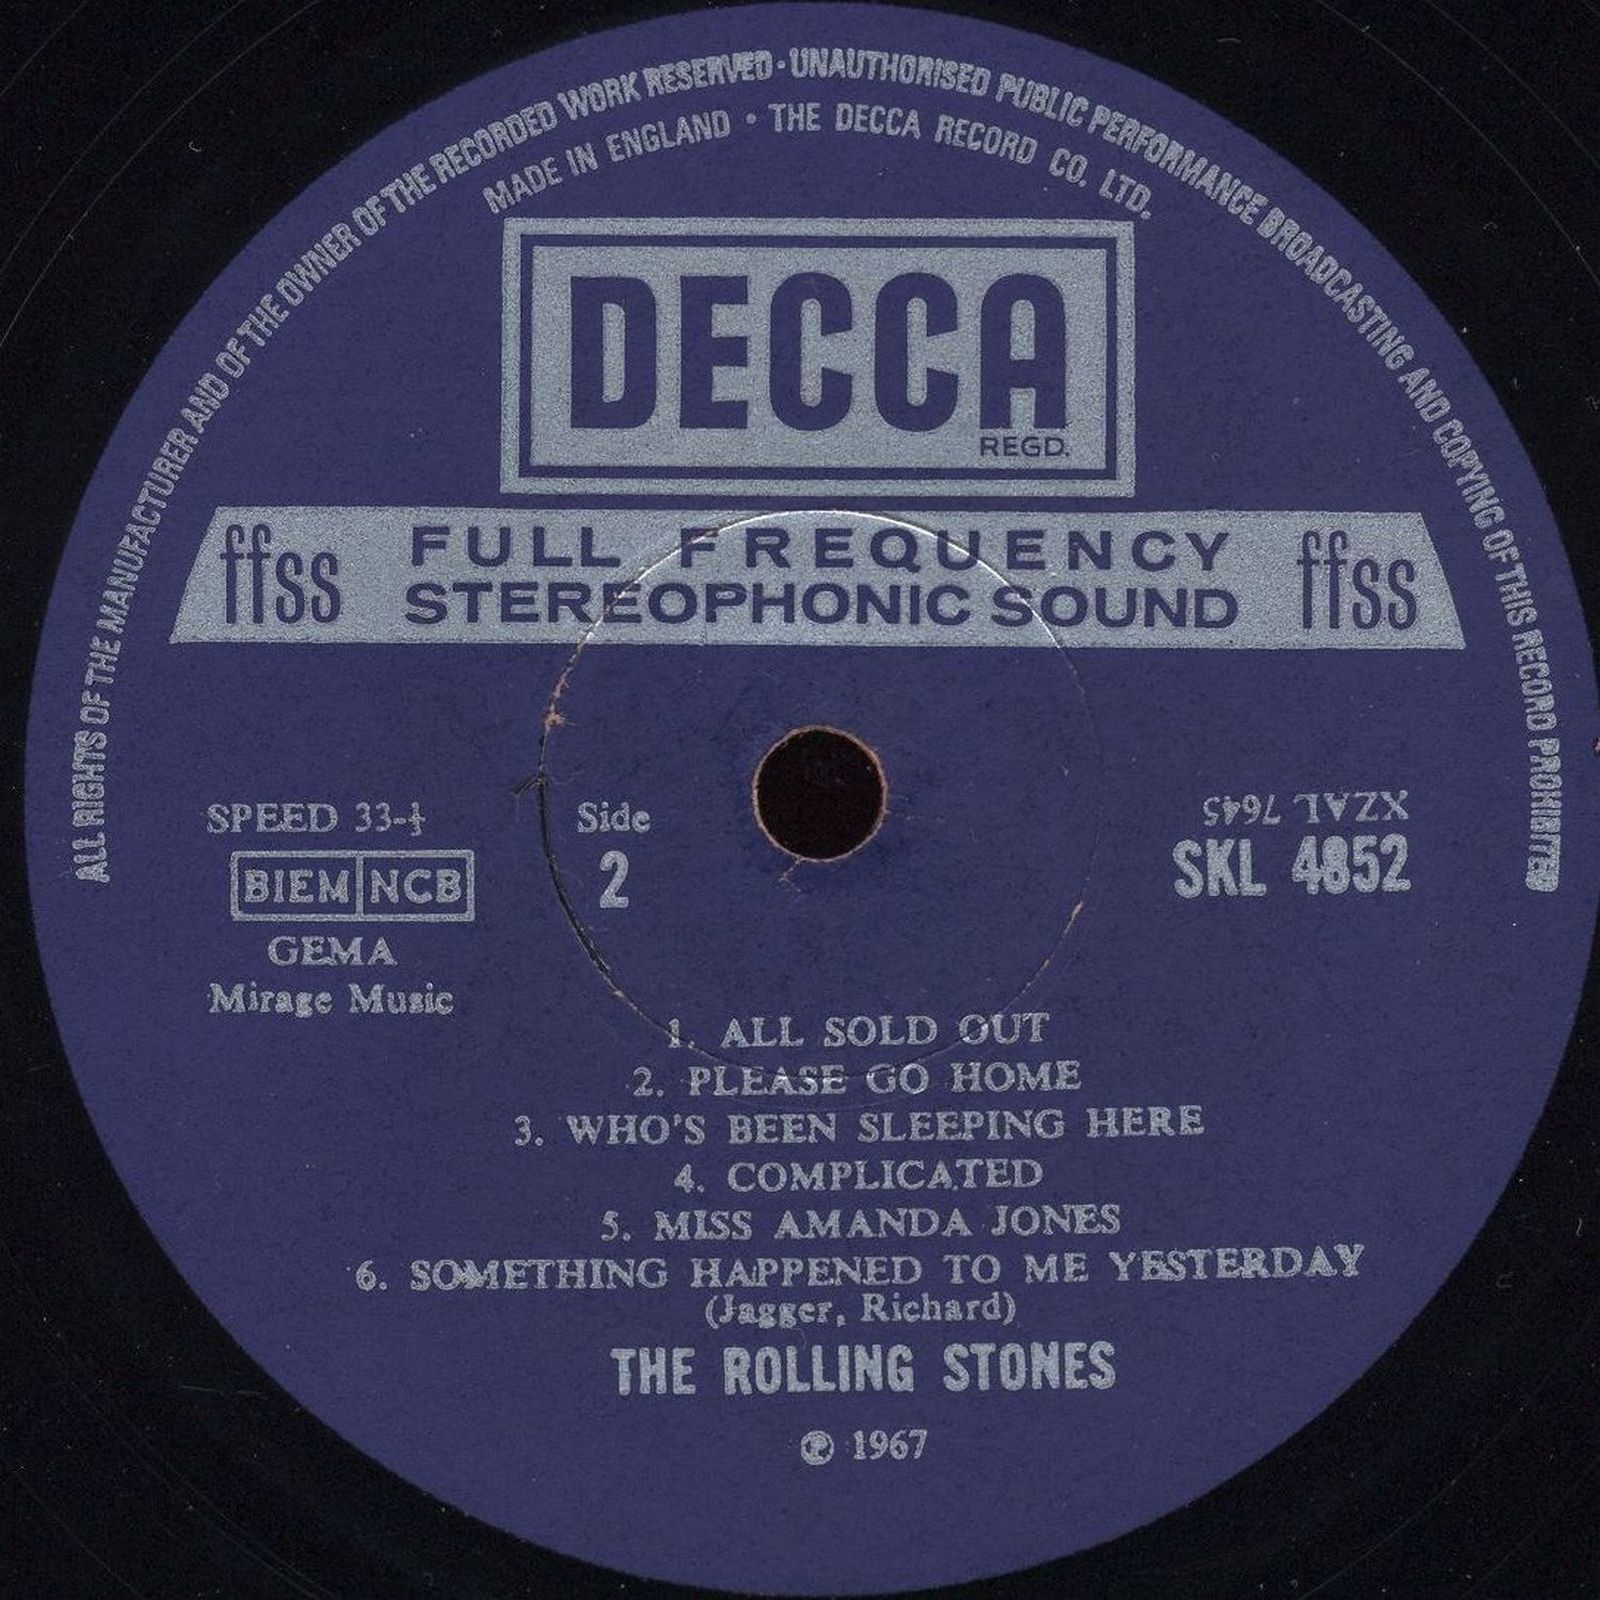 ALL RIGHTS OF THE MANUFACTURER AND OF THE OWNER OF THE RECORDED WORK RESERVED · UNAUTHORISED PUBLIC PERFORMANCE BROADCASTING AND COPYING OF THIS RECORD PROHIBITED
MADE IN ENGLAND · THE DECCA RECORD CO. LTD.
DECCA
REGD.
ffss FULL FREQUENCY STEREOPHONIC SOUND ffss
SPEED 33-⅓
BIEM NCB
GEMA
Mirage Music
Side
2
XZAL 7645
SKL 4852
1. ALL SOLD OUT
2. PLEASE GO HOME
3. WHO'S BEEN SLEEPING HERE
4. COMPLICATED
5. MISS AMANDA JONES
6. SOMETHING HAPPENED TO ME YESTERDAY
(Jagger, Richard)
THE ROLLING STONES
℗ 1967